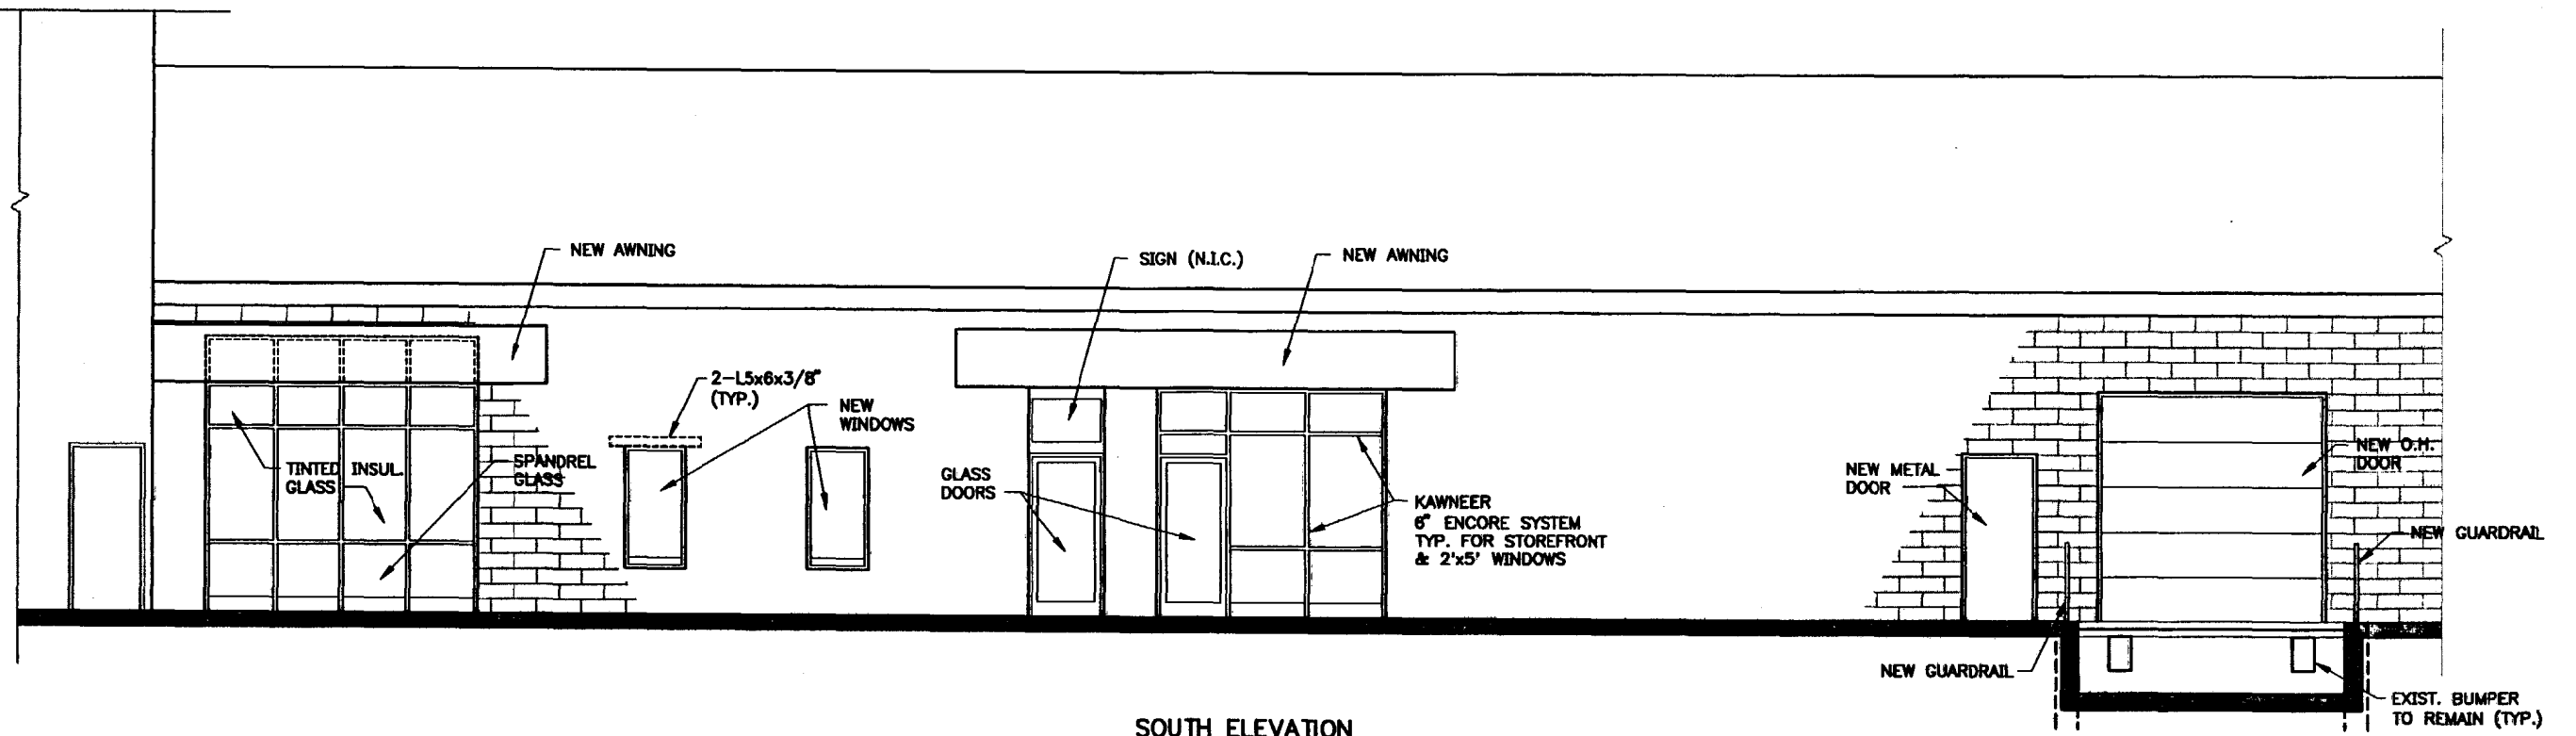 NEW AWNING
SIGN (N.I.C.)
NEW AWNING
2-L5x6x3/8"
(TYP.)
NEW
WINDOWS
TINTED INSUL.
GLASS
SPANDREL
GLASS
GLASS
DOORS
KAWNEER
6" ENCORE SYSTEM
TYP. FOR STOREFRONT
& 2'x5' WINDOWS
NEW METAL
DOOR
NEW O.H.
DOOR
NEW GUARDRAIL
NEW GUARDRAIL
EXIST. BUMPER
TO REMAIN (TYP.)
SOUTH ELEVATION